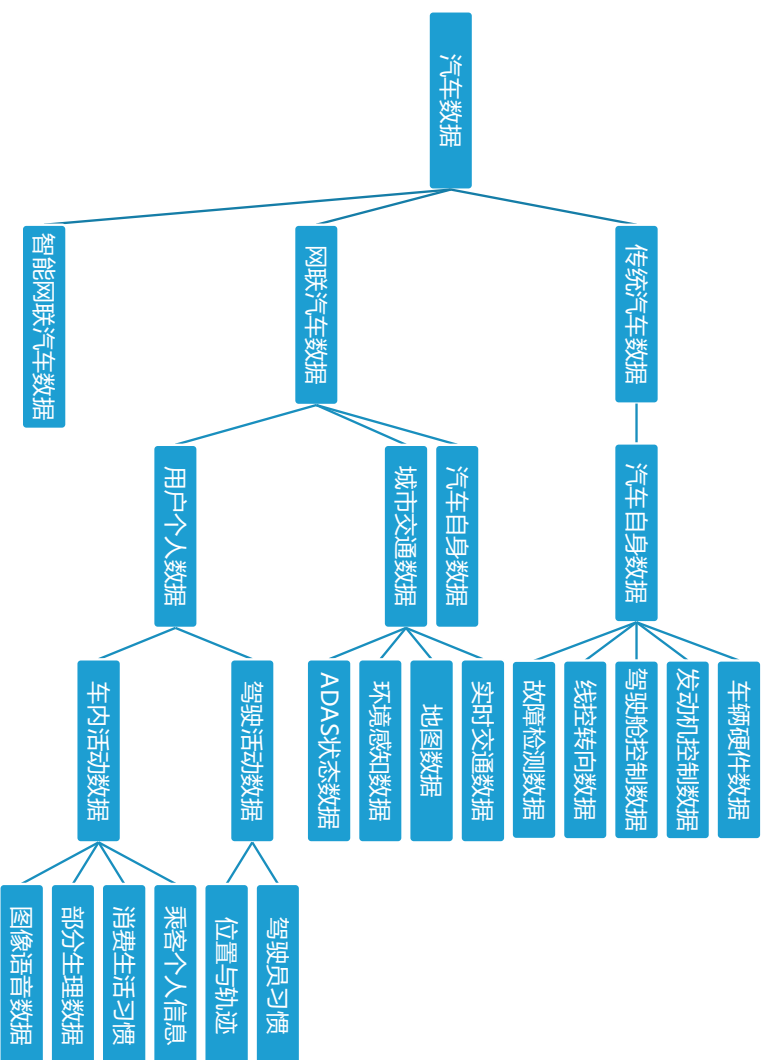 汽车数据
传统汽车数据
网联汽车数据
智能网联汽车数据
汽车自身数据
汽车自身数据
城市交通数据
用户个人数据
车辆硬件数据
发动机控制数据
驾驶舱控制数据
线控转向数据
故障检测数据
实时交通数据
地图数据
环境感知数据
ADAS状态数据
驾驶活动数据
车内活动数据
驾驶员习惯
位置与轨迹
乘客个人信息
消费生活习惯
部分生理数据
图像语音数据